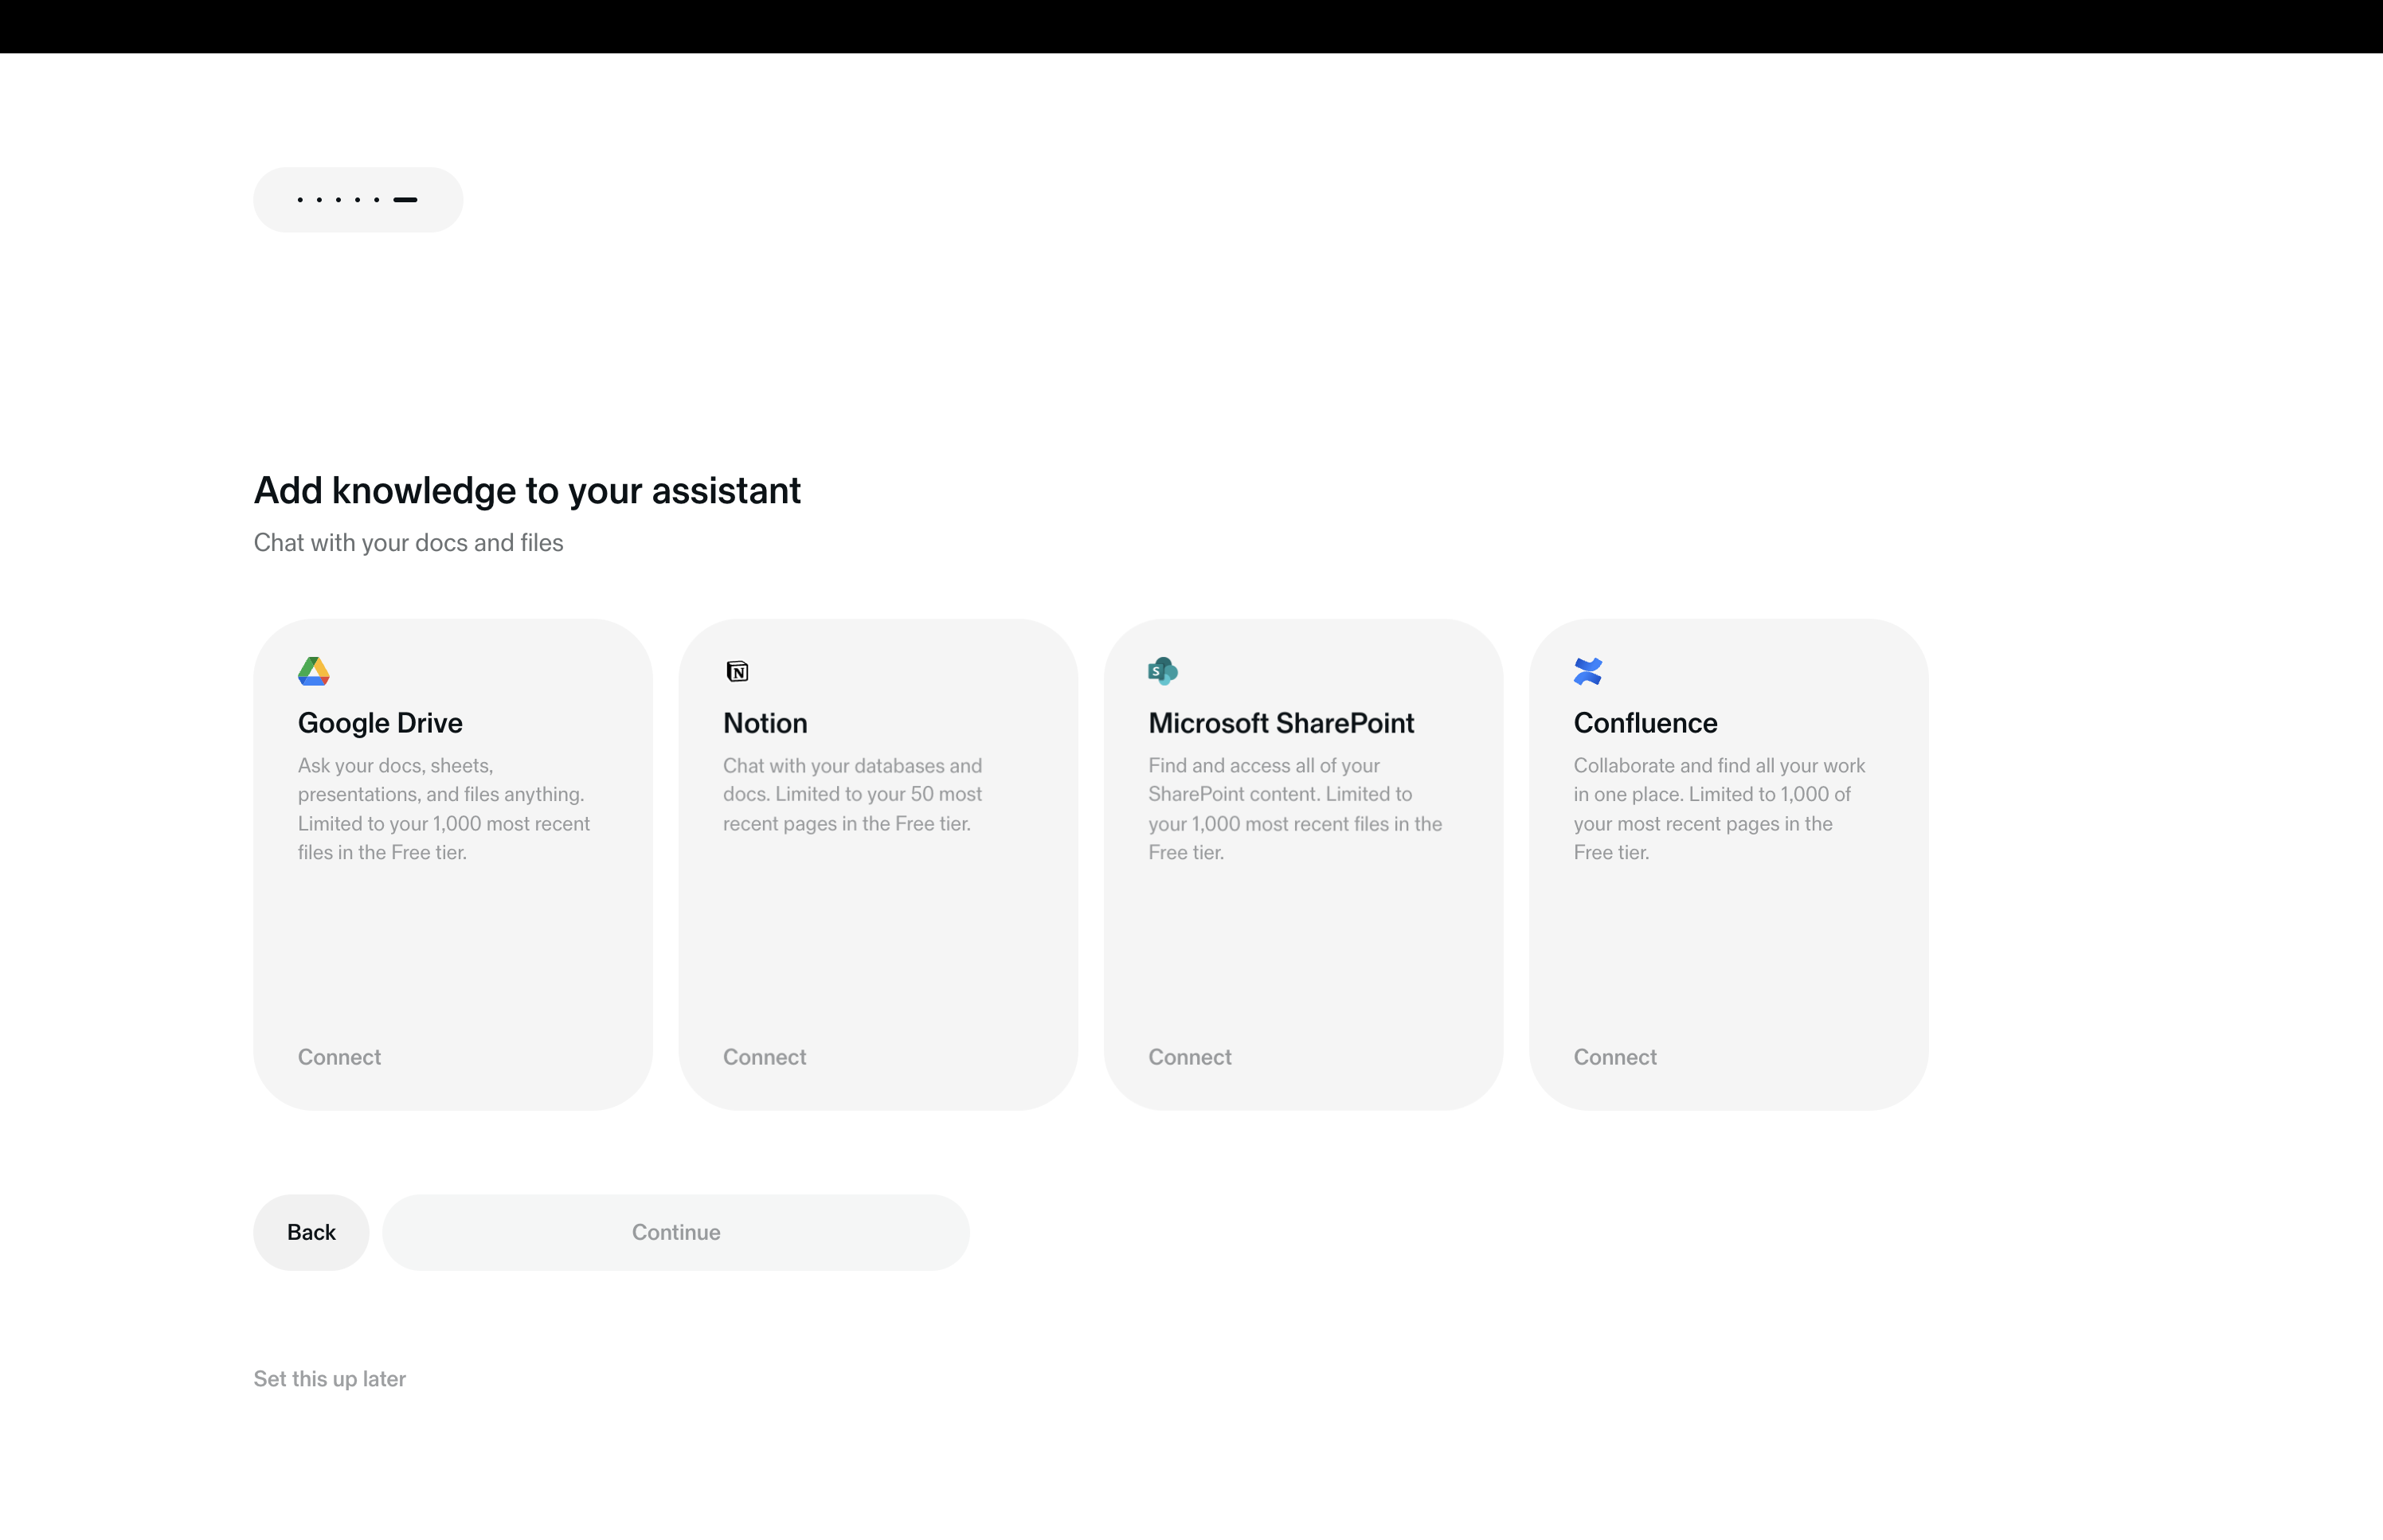 Add knowledge to your assistant
Chat with your docs and files
Google Drive
Ask your docs, sheets,
presentations, and files anything.
Limited to your 1,000 most recent
files in the Free tier.
Connect
N
Notion
Chat with your databases and
docs. Limited to your 50 most
recent pages in the Free tier.
Connect
S
Microsoft SharePoint
Find and access all of your
SharePoint content. Limited to
your 1,000 most recent files in the
Free tier.
Connect
Confluence
Collaborate and find all your work
in one place. Limited to 1,000 of
your most recent pages in the
Free tier.
Connect
Back
Continue
Set this up later